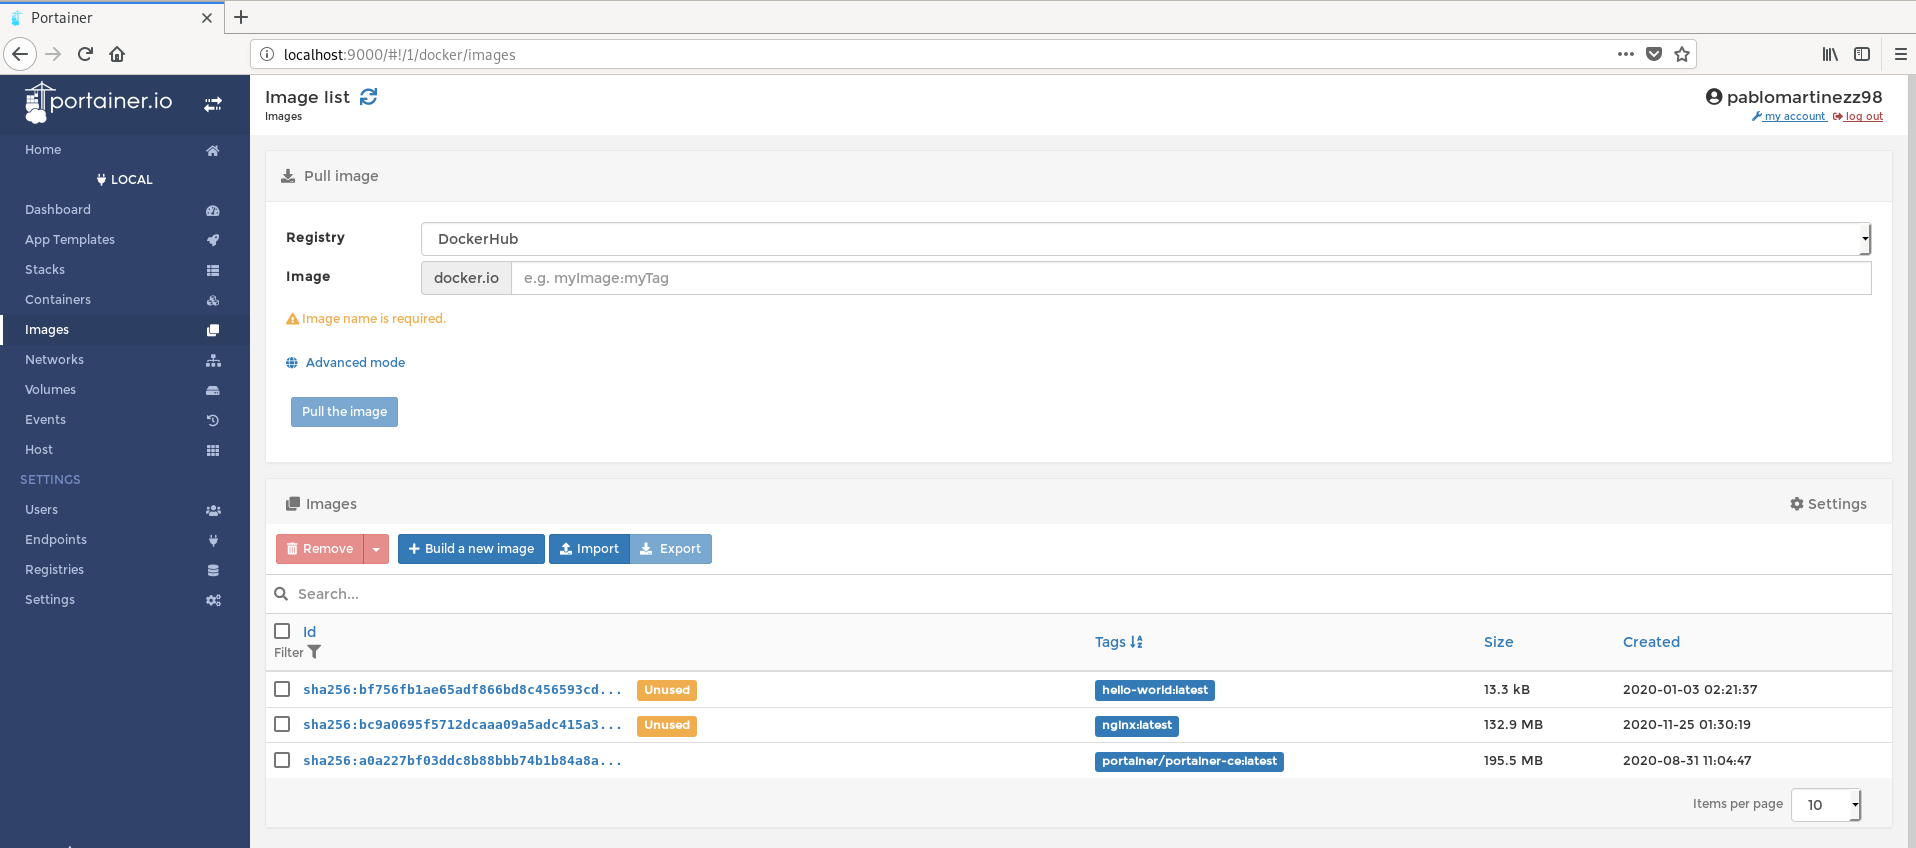 Portainer
localhost:9000/#!/1/docker/images
portainer.io
Home
LOCAL
Dashboard
App Templates
Stacks
Containers
Images
Networks
Volumes
Events
Host
SETTINGS
Users
Endpoints
Registries
Settings
Image list
Images
pablomartinezz98
my account log out
Pull image
Registry DockerHub
Image docker.io e.g. myImage:myTag
Image name is required.
Advanced mode
Pull the image
Images Settings
Remove Build a new image Import Export
Search...
Id Tags Size Created
Filter
sha256:bf756fb1ae65adf866bd8c456593cd... Unused hello-world:latest 13.3 kB 2020-01-03 02:21:37
sha256:bc9a0695f5712dcaaa09a5adc415a3... Unused nginx:latest 132.9 MB 2020-11-25 01:30:19
sha256:a0a227bf03ddc8b88bbb74b1b84a8a... portainer/portainer-ce:latest 195.5 MB 2020-08-31 11:04:47
Items per page 10